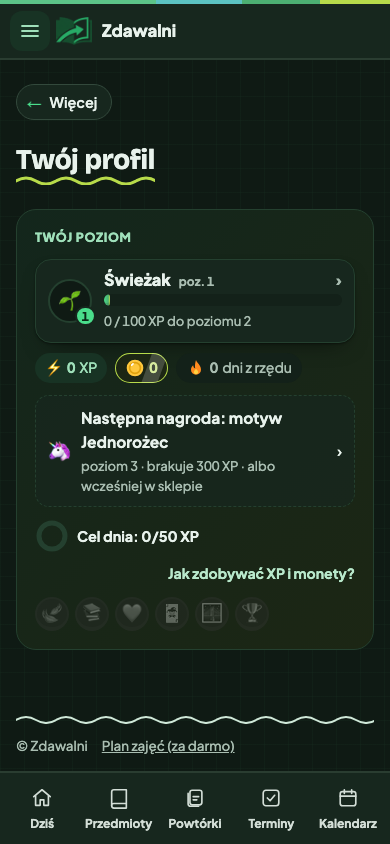 Zdawalni
← Więcej
Twój profil
TWÓJ POZIOM
Świeżak poz. 1 ›
1
0 / 100 XP do poziomu 2
⚡ 0 XP 0 🔥 0 dni z rzędu
Następna nagroda: motyw
Jednorożec
poziom 3 · brakuje 300 XP · albo
wcześniej w sklepie
›
Cel dnia: 0/50 XP
Jak zdobywać XP i monety?
© Zdawalni Plan zajęć (za darmo)
Dziś Przedmioty Powtórki Terminy Kalendarz